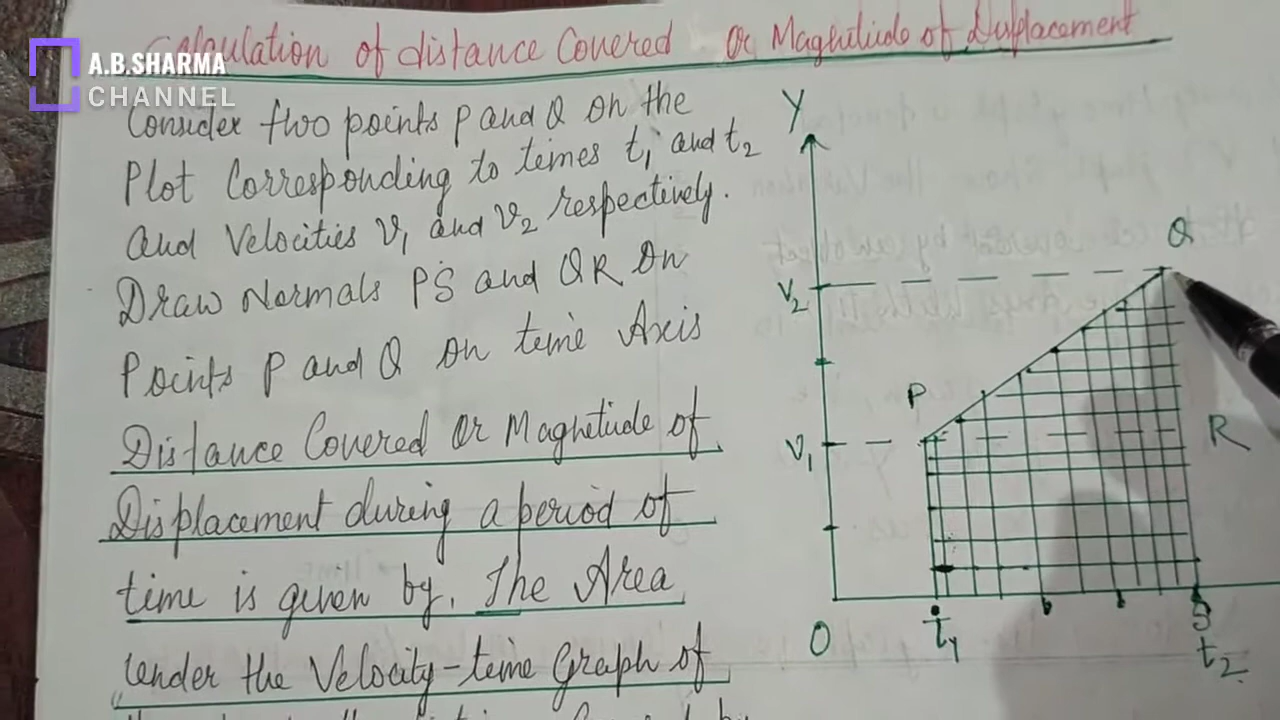 Calculation of distance Covered Or Magnitude of Displacement
A.B.SHARMA
CHANNEL
Consider two points P and Q on the
Plot Corresponding to times t₁ and t₂
and Velocities V₁ and V₂ respectively.
Draw Normals PS and QR on
Points P and Q on time Axis
Distance Covered Or Magnetude of
Displacement during a period of
time is given by. The Area
Under the Velocity-time Graph of
Y
Q
V₂
P
V₁
R
O
t₁
S
t₂